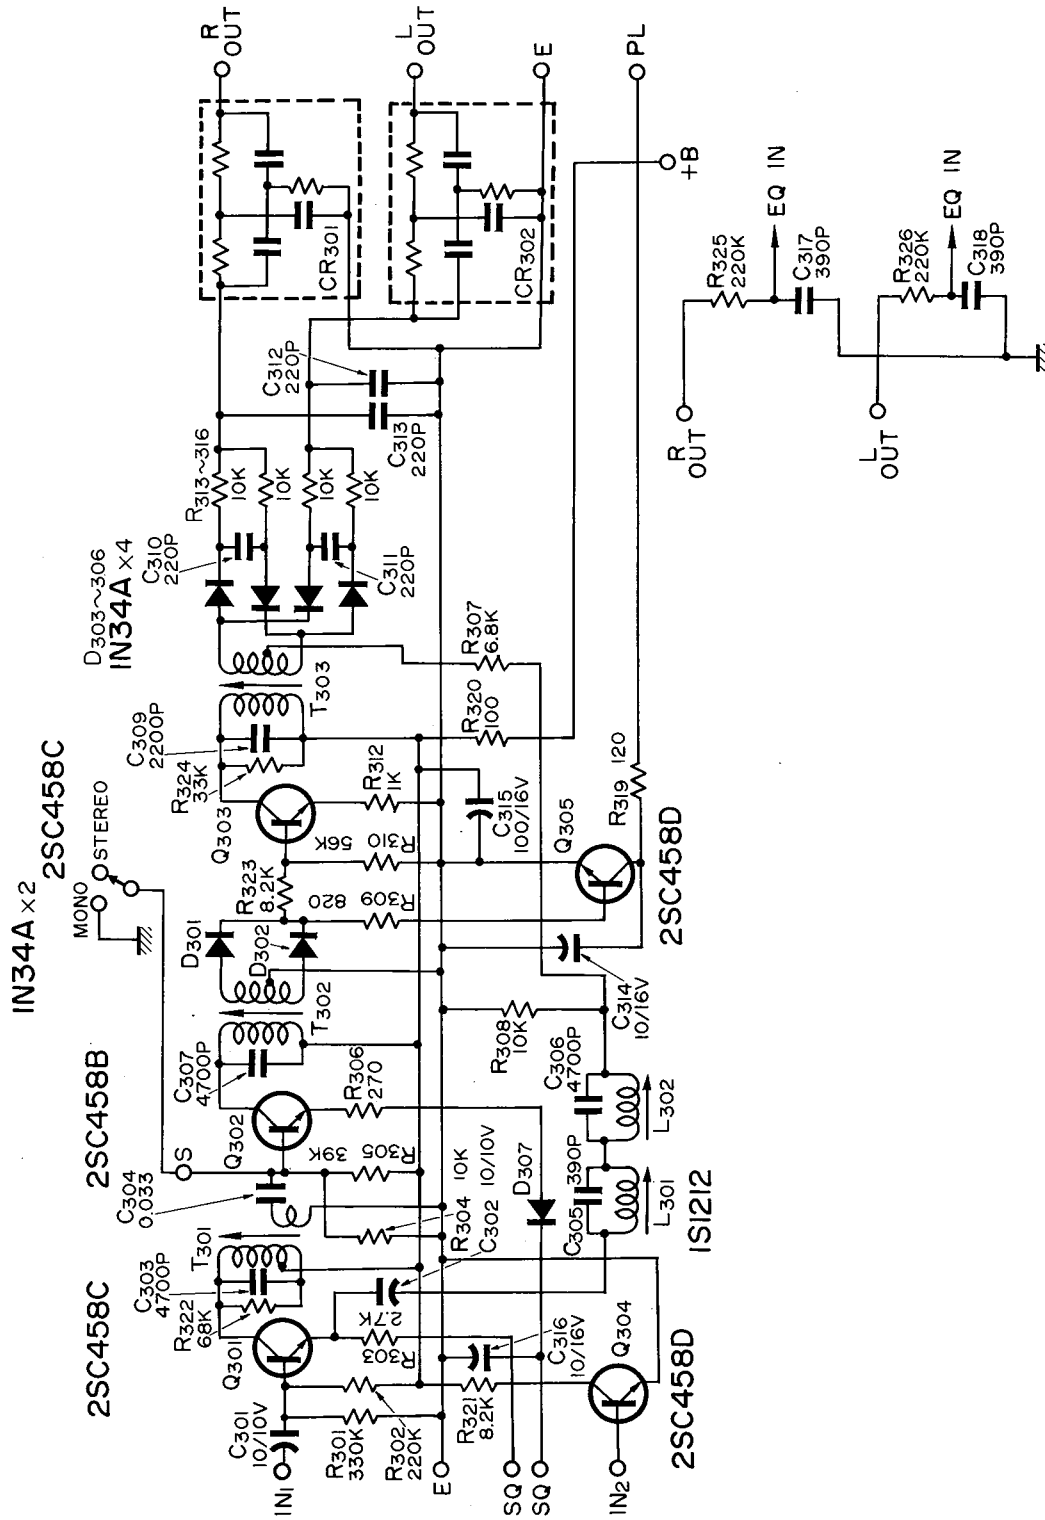 IN34A x2
MONO
STEREO
2SC458C
2SC458B
2SC458C
D303~306
IN34A x4
R
OUT
L
OUT
E
PL
+B
CR301
CR302
C312
220P
C313
220P
R313~316
10K
10K
10K
10K
C310
220P
C311
220P
T303
R307
6.8K
R320
100
C309
2200P
R324
33K
Q303
R312
1K
C315
100/16V
56K
R310
R323
8.2K
820
R309
D301
D302
T302
Q305
2SC458D
120
R319
C314
10/16V
R308
10K
C307
4700P
R306
270
Q302
39K
R305
S
C304
0.033
T301
R304
10K
C302
10/10V
D307
C306
4700P
L302
C305
390P
L301
1S1212
C303
4700P
R322
68K
Q301
2.7K
R303
C316
10/16V
Q304
2SC458D
C301
10/10V
R301
330K
R302
220K
R321
8.2K
IN1
E
SQ
SQ
IN2
R
OUT
R325
220K
EQ IN
C317
390P
L
OUT
R326
220K
EQ IN
C318
390P